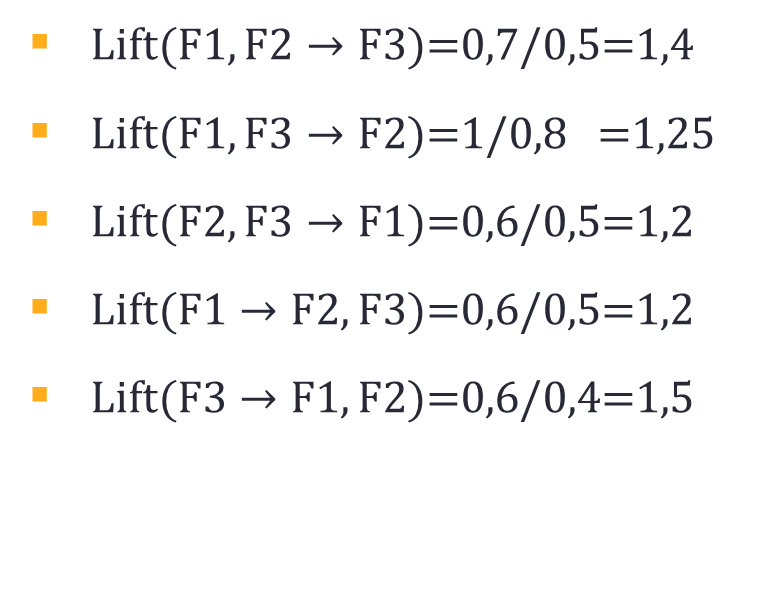 ▪ Lift(F1, F2 → F3)=0,7/0,5=1,4
▪ Lift(F1, F3 → F2)=1/0,8 =1,25
▪ Lift(F2, F3 → F1)=0,6/0,5=1,2
▪ Lift(F1 → F2, F3)=0,6/0,5=1,2
▪ Lift(F3 → F1, F2)=0,6/0,4=1,5